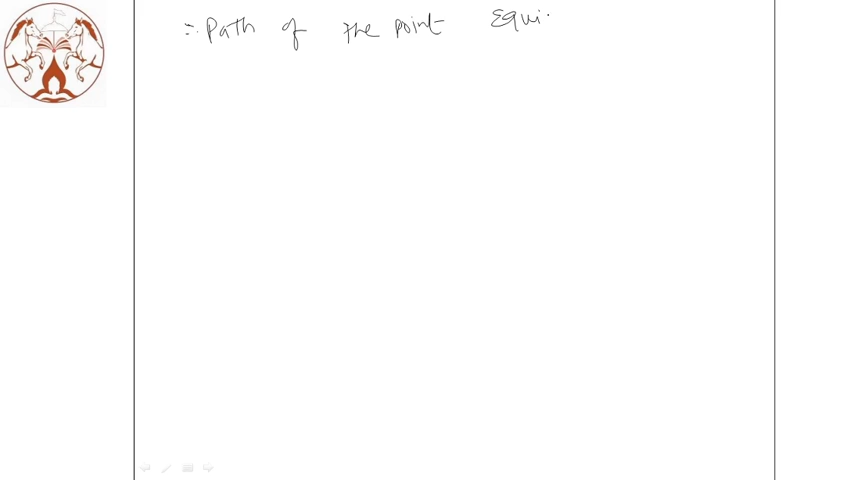 ∴ Path of the point Equi.